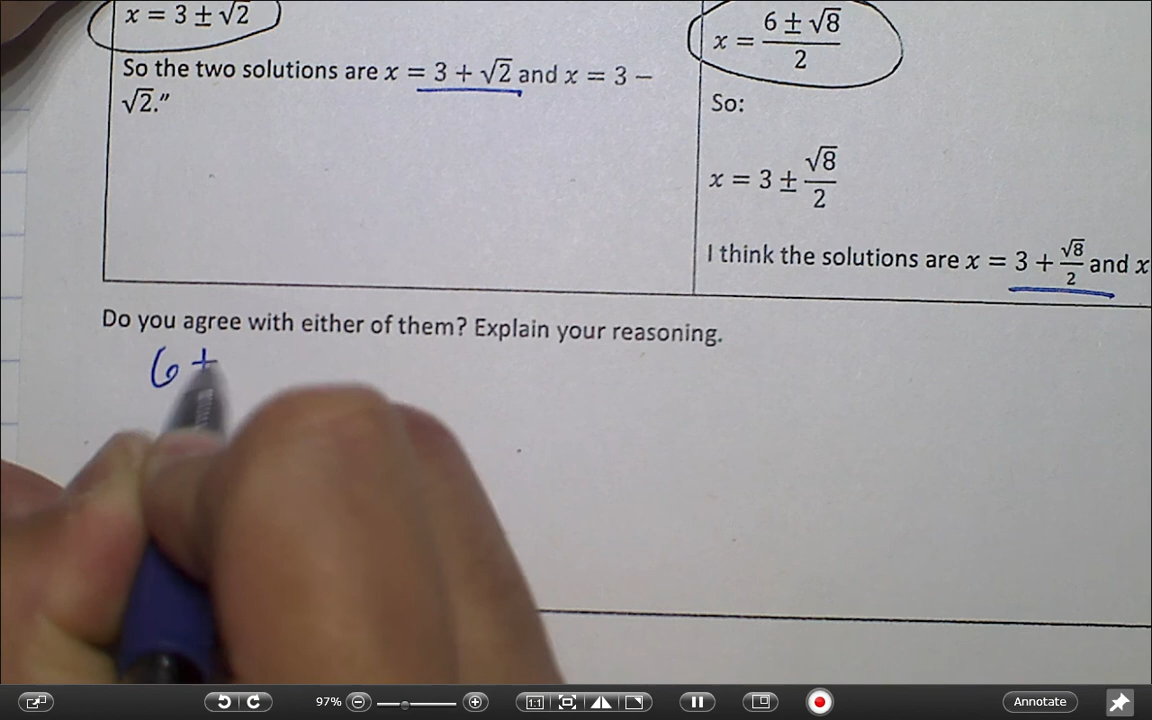 x = 3 ± √2
So the two solutions are x = 3 + √2 and x = 3 −
√2."
x = (6 ± √8)/2
So:
x = 3 ± √8/2
I think the solutions are x = 3 + √8/2 and x
Do you agree with either of them? Explain your reasoning.
6 +
97%
1:1
Annotate